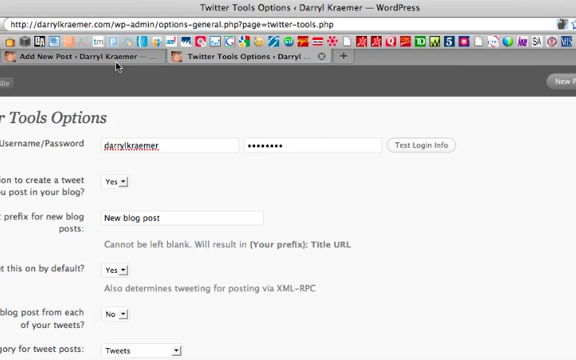 Twitter Tools Options ‹ Darryl Kraemer — WordPress
http://darrylkraemer.com/wp-admin/options-general.php?page=twitter-tools.php
Add New Post ‹ Darryl Kraemer — ...
Twitter Tools Options ‹ Darryl ...
Site
New P
r Tools Options
Username/Password
darrylkraemer
••••••••
Test Login Info
ion to create a tweet
u post in your blog?
Yes
t prefix for new blog
posts:
New blog post
Cannot be left blank. Will result in {Your prefix}: Title URL
et this on by default?
Yes
Also determines tweeting for posting via XML-RPC
blog post from each
of your tweets?
No
egory for tweet posts:
Tweets